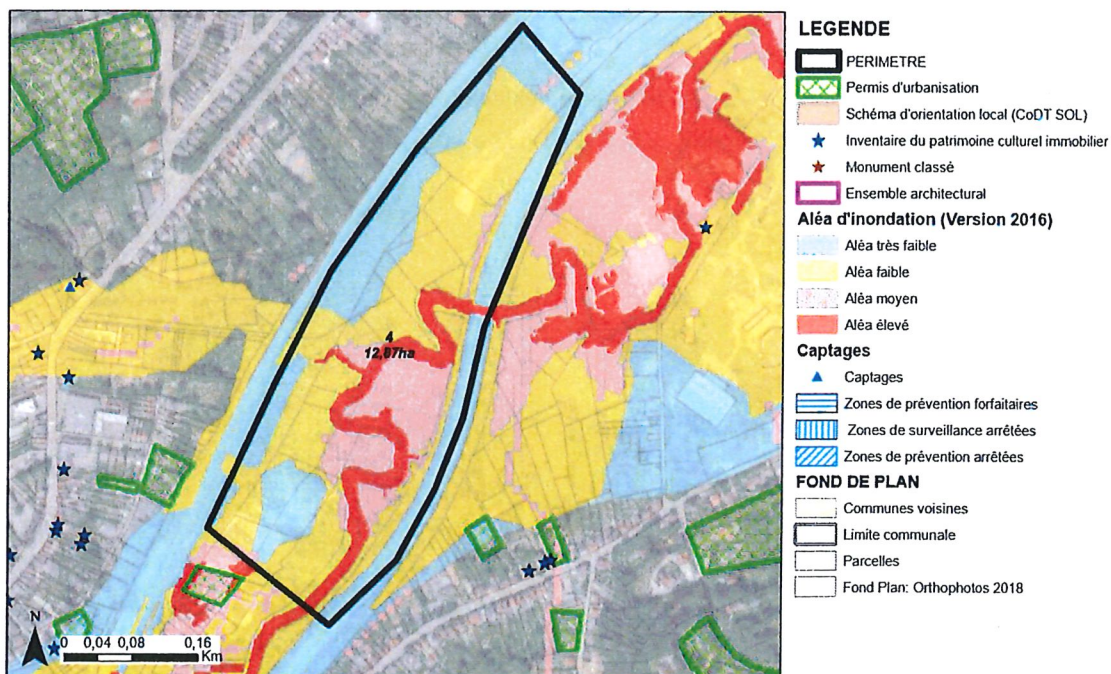 4
12,87ha
N
0 0,04 0,08 0,16
Km
LEGENDE
PERIMETRE
Permis d'urbanisation
Schéma d'orientation local (CoDT SOL)
Inventaire du patrimoine culturel immobilier
Monument classé
Ensemble architectural
Aléa d'inondation (Version 2016)
Aléa très faible
Aléa faible
Aléa moyen
Aléa élevé
Captages
Captages
Zones de prévention forfaitaires
Zones de surveillance arrêtées
Zones de prévention arrêtées
FOND DE PLAN
Communes voisines
Limite communale
Parcelles
Fond Plan: Orthophotos 2018